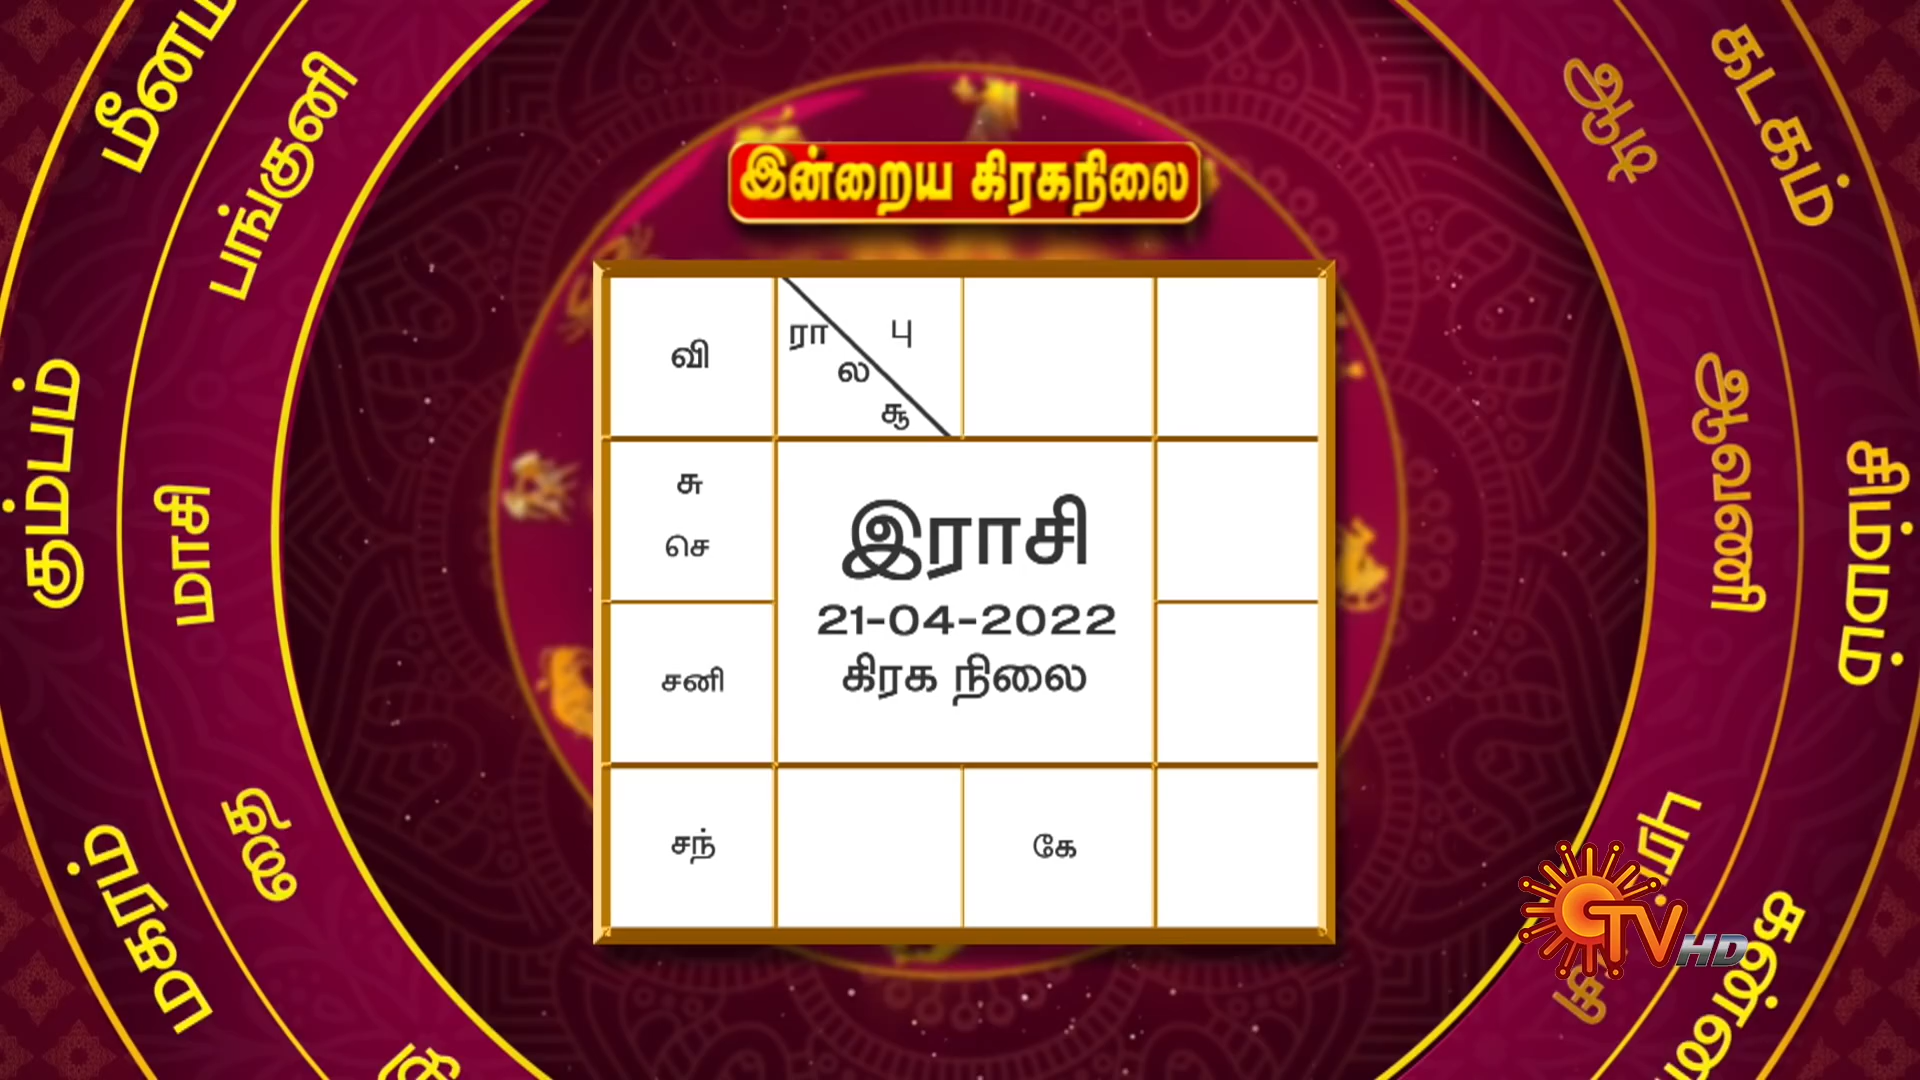 இன்றைய கிரகநிலை
வி
ரா
பு
ல
சூ
சு
செ
இராசி
21-04-2022
கிரக நிலை
சனி
சந்
கே
மீனம்
பங்குனி
கும்பம்
மாசி
மகரம்
தை
ஆடி
கடகம்
ஆவணி
சிம்மம்
TV HD